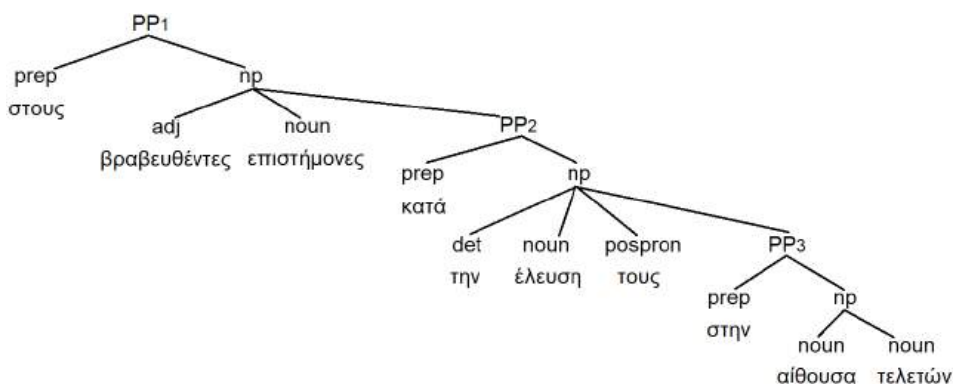 PP1
prep np
στους
adj noun PP2
βραβευθέντες επιστήμονες
prep np
κατά
det noun pospron PP3
την έλευση τους
prep np
στην
noun noun
αίθουσα τελετών